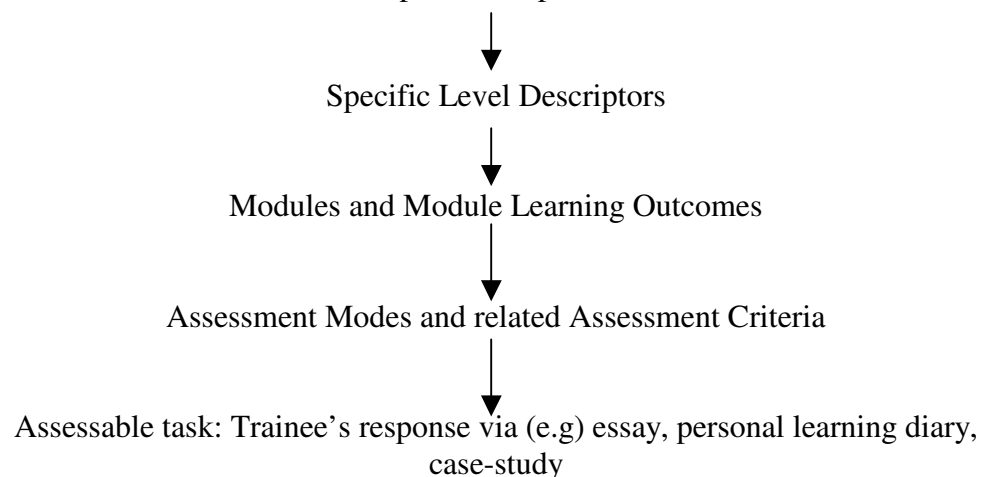 Specific Level Descriptors
Modules and Module Learning Outcomes
Assessment Modes and related Assessment Criteria
Assessable task: Trainee's response via (e.g) essay, personal learning diary,
case-study